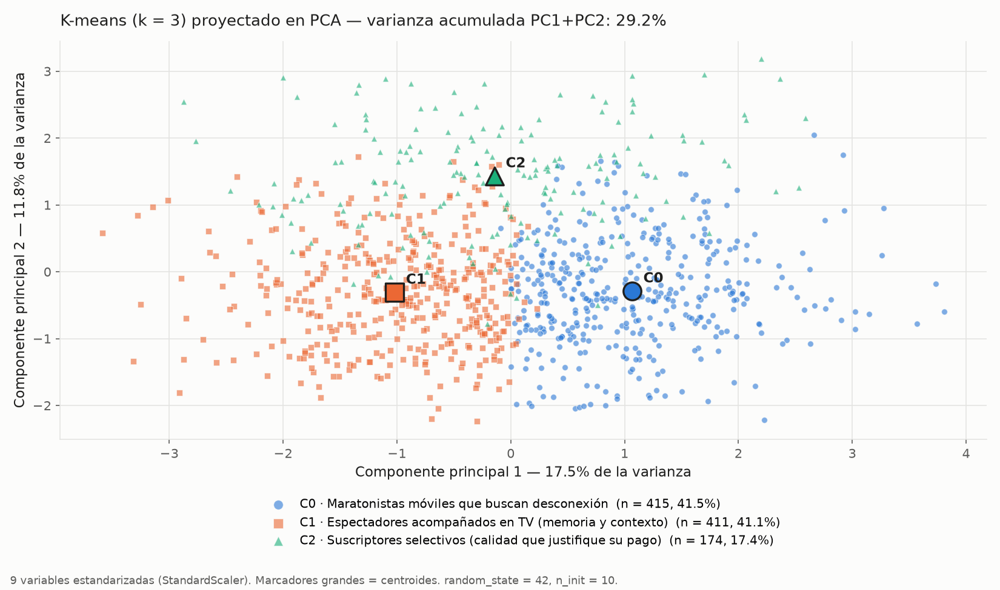 K-means (k = 3) proyectado en PCA — varianza acumulada PC1+PC2: 29.2%
Componente principal 2 — 11.8% de la varianza
3
2
1
0
−1
−2
C2
C1
C0
−3
−2
−1
0
1
2
3
4
Componente principal 1 — 17.5% de la varianza
C0 · Maratonistas móviles que buscan desconexión (n = 415, 41.5%)
C1 · Espectadores acompañados en TV (memoria y contexto) (n = 411, 41.1%)
C2 · Suscriptores selectivos (calidad que justifique su pago) (n = 174, 17.4%)
9 variables estandarizadas (StandardScaler). Marcadores grandes = centroides. random_state = 42, n_init = 10.